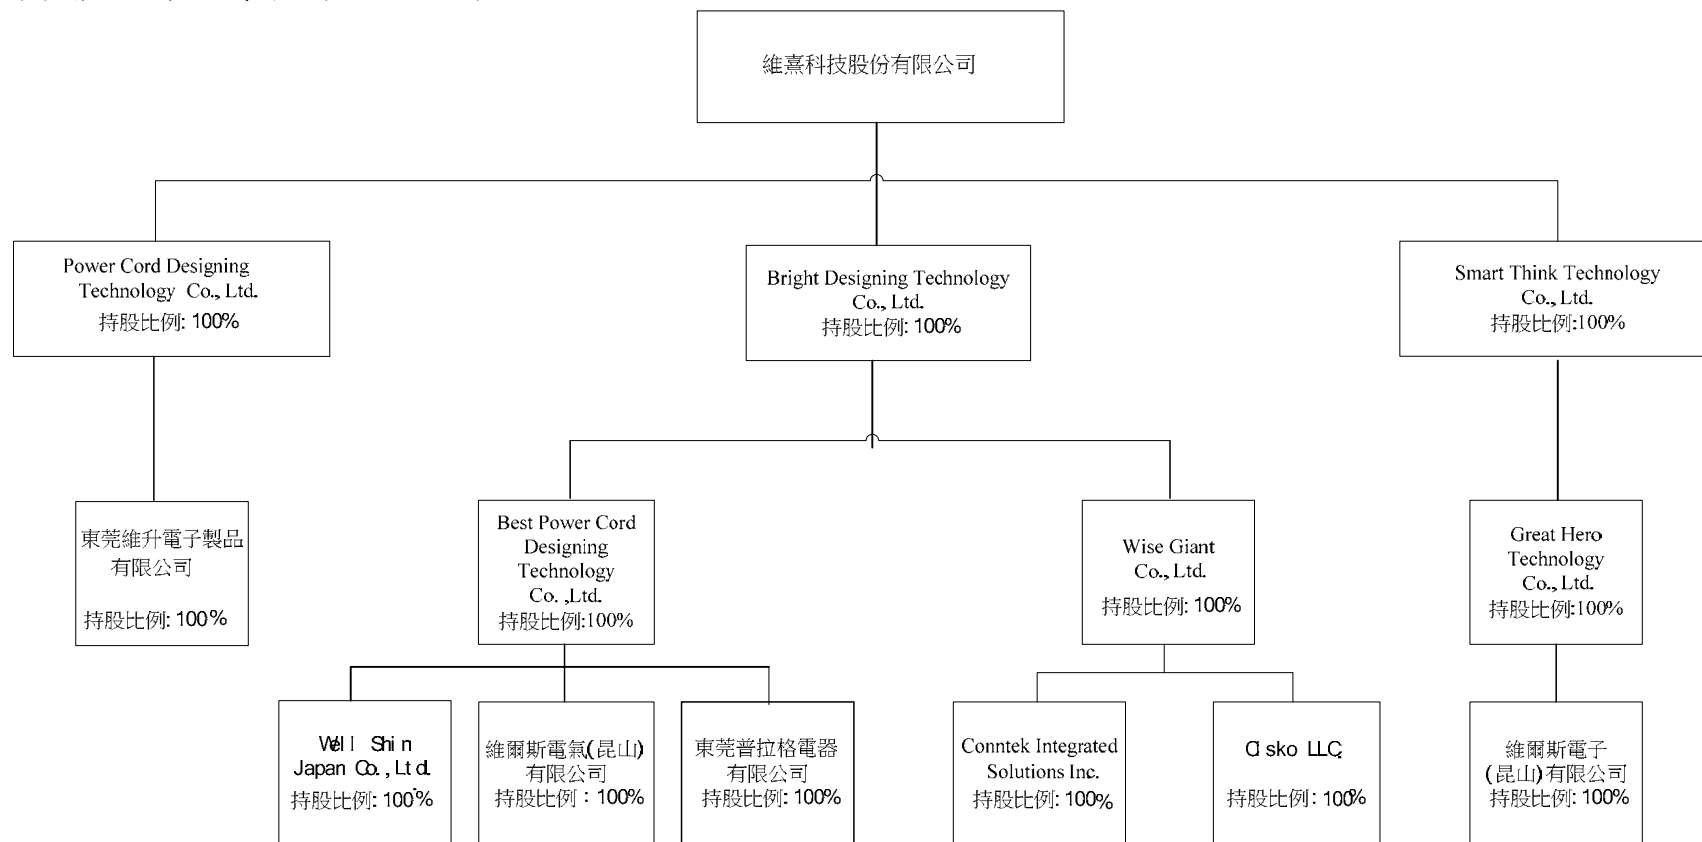 維熹科技股份有限公司
Power Cord Designing
Technology Co., Ltd.
持股比例: 100%
Bright Designing Technology
Co., Ltd.
持股比例: 100%
Smart Think Technology
Co., Ltd.
持股比例:100%
東莞維升電子製品
有限公司
持股比例: 100%
Best Power Cord
Designing
Technology
Co. ,Ltd.
持股比例:100%
Wise Giant
Co., Ltd.
持股比例: 100%
Great Hero
Technology
Co., Ltd.
持股比例:100%
Well Shin
Japan Co., Ltd.
持股比例: 100%
維爾斯電氣(昆山)
有限公司
持股比例：100%
東莞普拉格電器
有限公司
持股比例: 100%
Conntek Integrated
Solutions Inc.
持股比例: 100%
Cisko LLC,
持股比例: 100%
維爾斯電子
(昆山)有限公司
持股比例: 100%